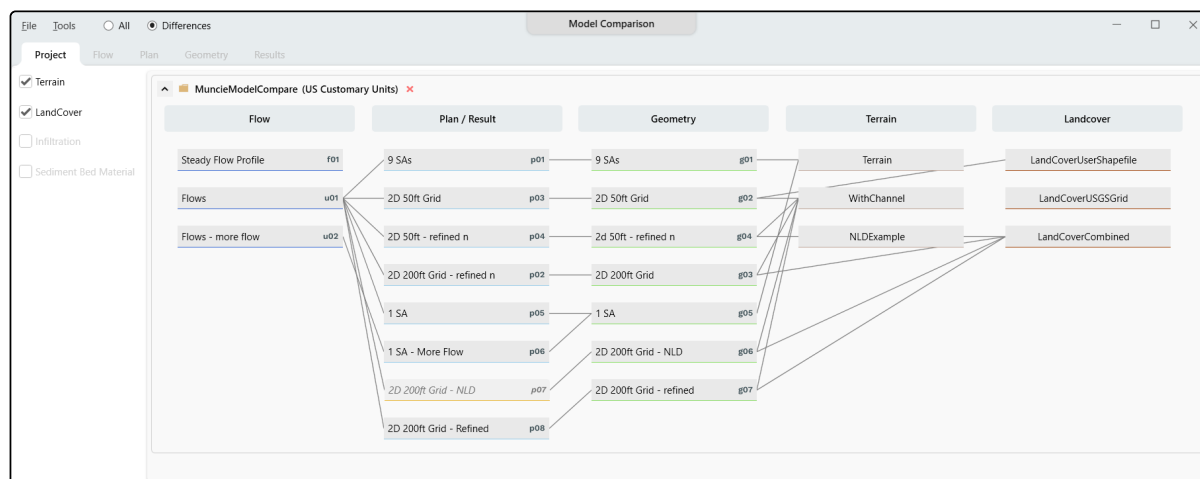 File Tools All Differences Model Comparison
Project Flow Plan Geometry Results
Terrain
LandCover
Infiltration
Sediment Bed Material
MuncieModelCompare (US Customary Units)
Flow Plan / Result Geometry Terrain Landcover
Steady Flow Profile f01 9 SAs p01 9 SAs g01 Terrain LandCoverUserShapefile
Flows u01 2D 50ft Grid p03 2D 50ft Grid g02 WithChannel LandCoverUSGSGrid
Flows - more flow u02 2D 50ft - refined n p04 2d 50ft - refined n g04 NLDExample LandCoverCombined
2D 200ft Grid - refined n p02 2D 200ft Grid g03
1 SA p05 1 SA g05
1 SA - More Flow p06 2D 200ft Grid - NLD g06
2D 200ft Grid - NLD p07 2D 200ft Grid - refined g07
2D 200ft Grid - Refined p08